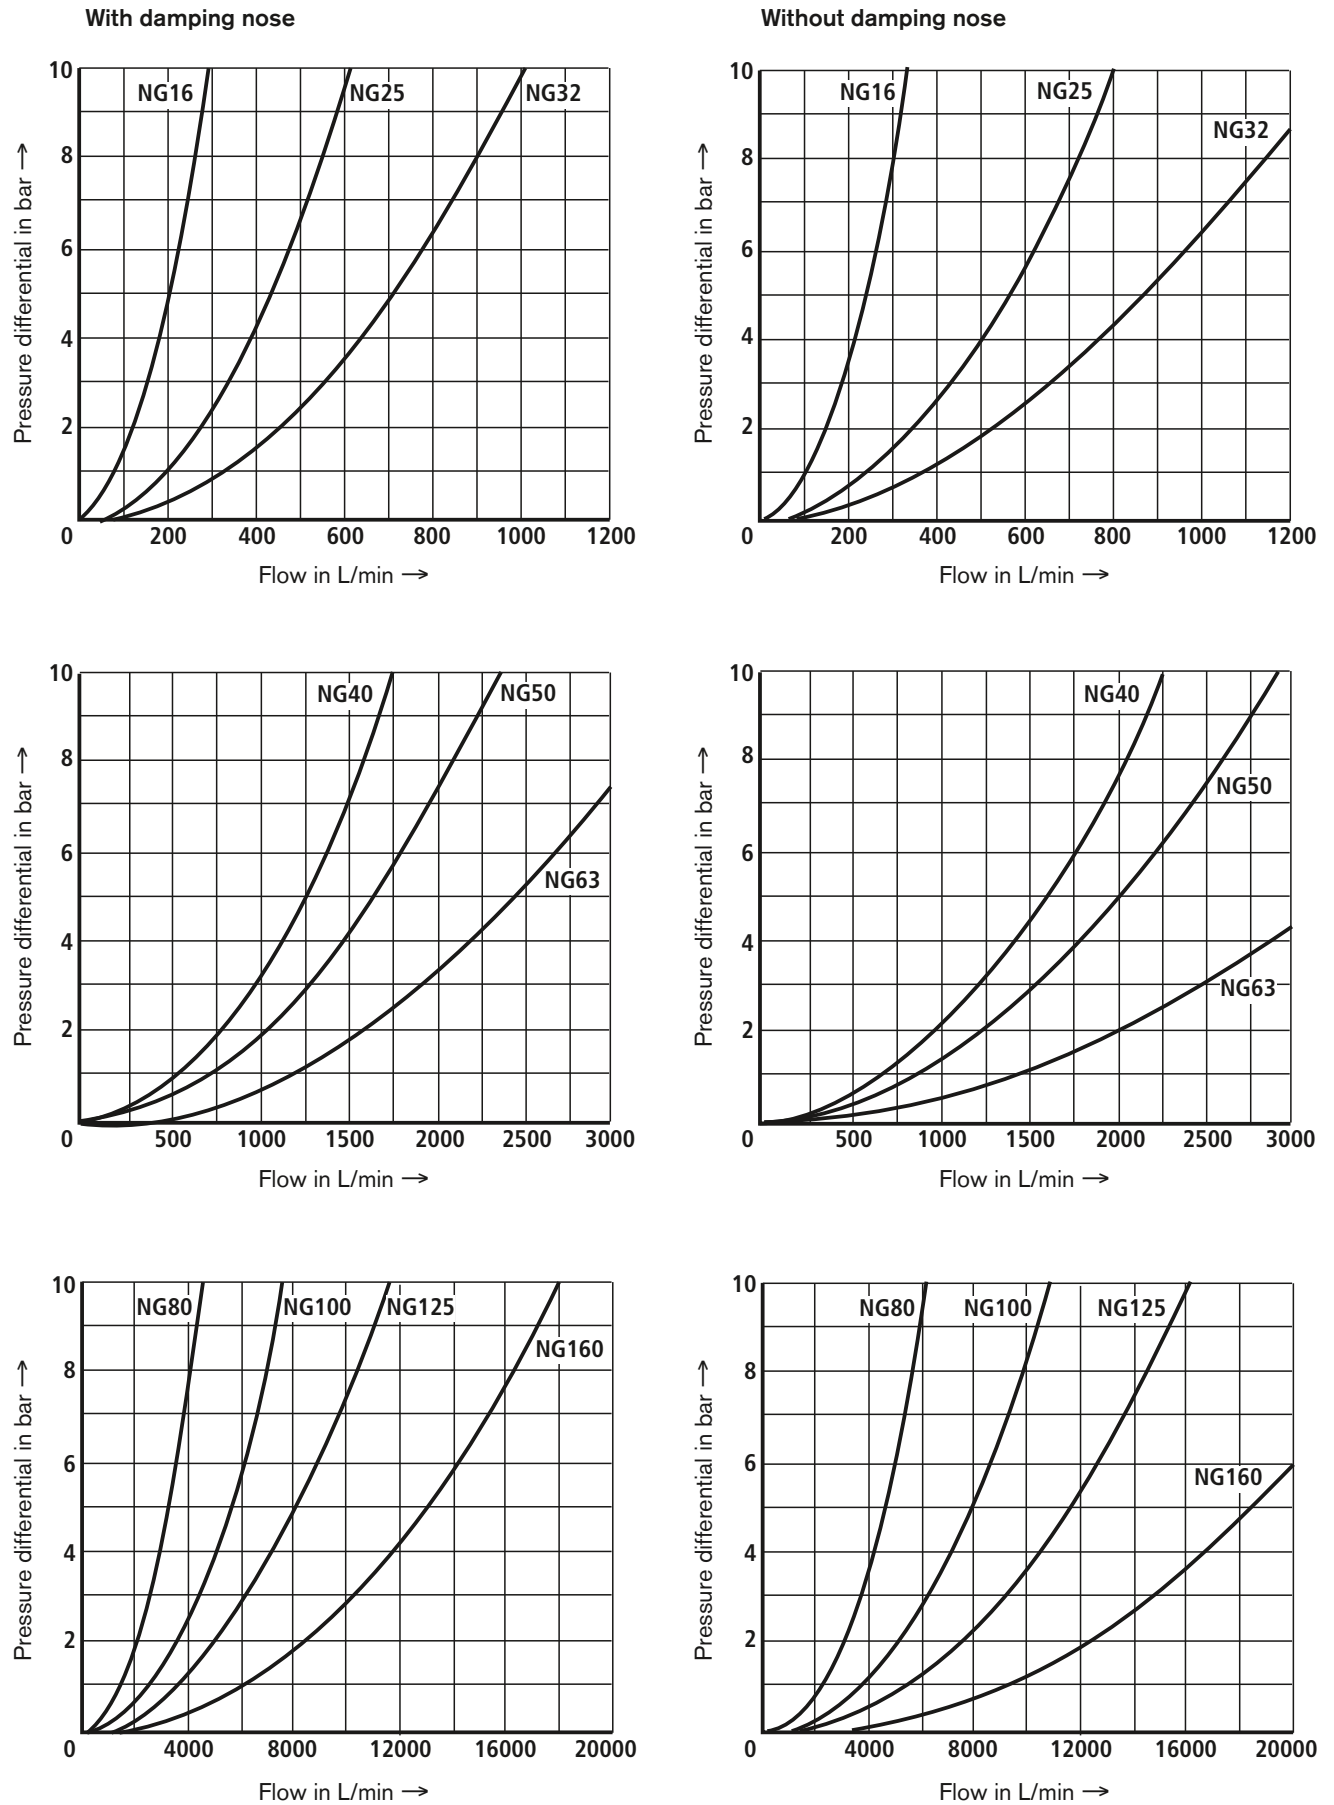 With damping nose
Without damping nose
Pressure differential in bar →
10
8
6
4
2
0
NG16
NG25
NG32
200
400
600
800
1000
1200
Flow in L/min →
Pressure differential in bar →
10
8
6
4
2
0
NG16
NG25
NG32
200
400
600
800
1000
1200
Flow in L/min →
Pressure differential in bar →
10
8
6
4
2
0
NG40
NG50
NG63
500
1000
1500
2000
2500
3000
Flow in L/min →
Pressure differential in bar →
10
8
6
4
2
0
NG40
NG50
NG63
500
1000
1500
2000
2500
3000
Flow in L/min →
Pressure differential in bar →
10
8
6
4
2
0
NG80
NG100
NG125
NG160
4000
8000
12000
16000
20000
Flow in L/min →
Pressure differential in bar →
10
8
6
4
2
0
NG80
NG100
NG125
NG160
4000
8000
12000
16000
20000
Flow in L/min →